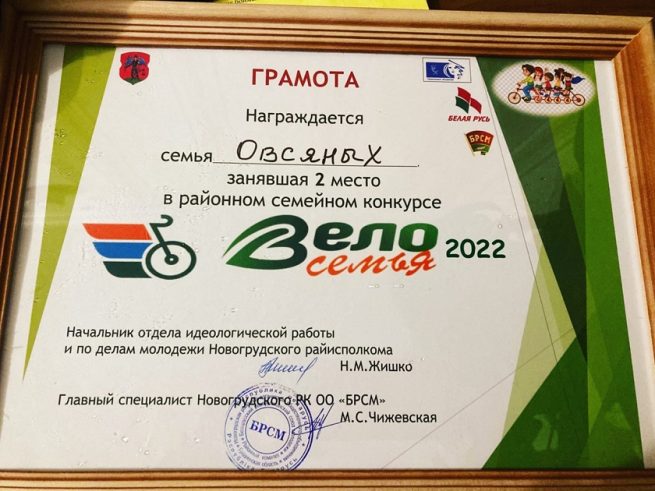 ГРАМОТА
Награждается
семья Овсяных
занявшая 2 место
в районном семейном конкурсе
Вело
семья
2022
БЕЛАЯ РУСЬ
БРСМ
Начальник отдела идеологической работы
и по делам молодежи Новогрудского райисполкома
Н.М.Жишко
Главный специалист Новогрудского РК ОО «БРСМ»
М.С.Чижевская
БРСМ